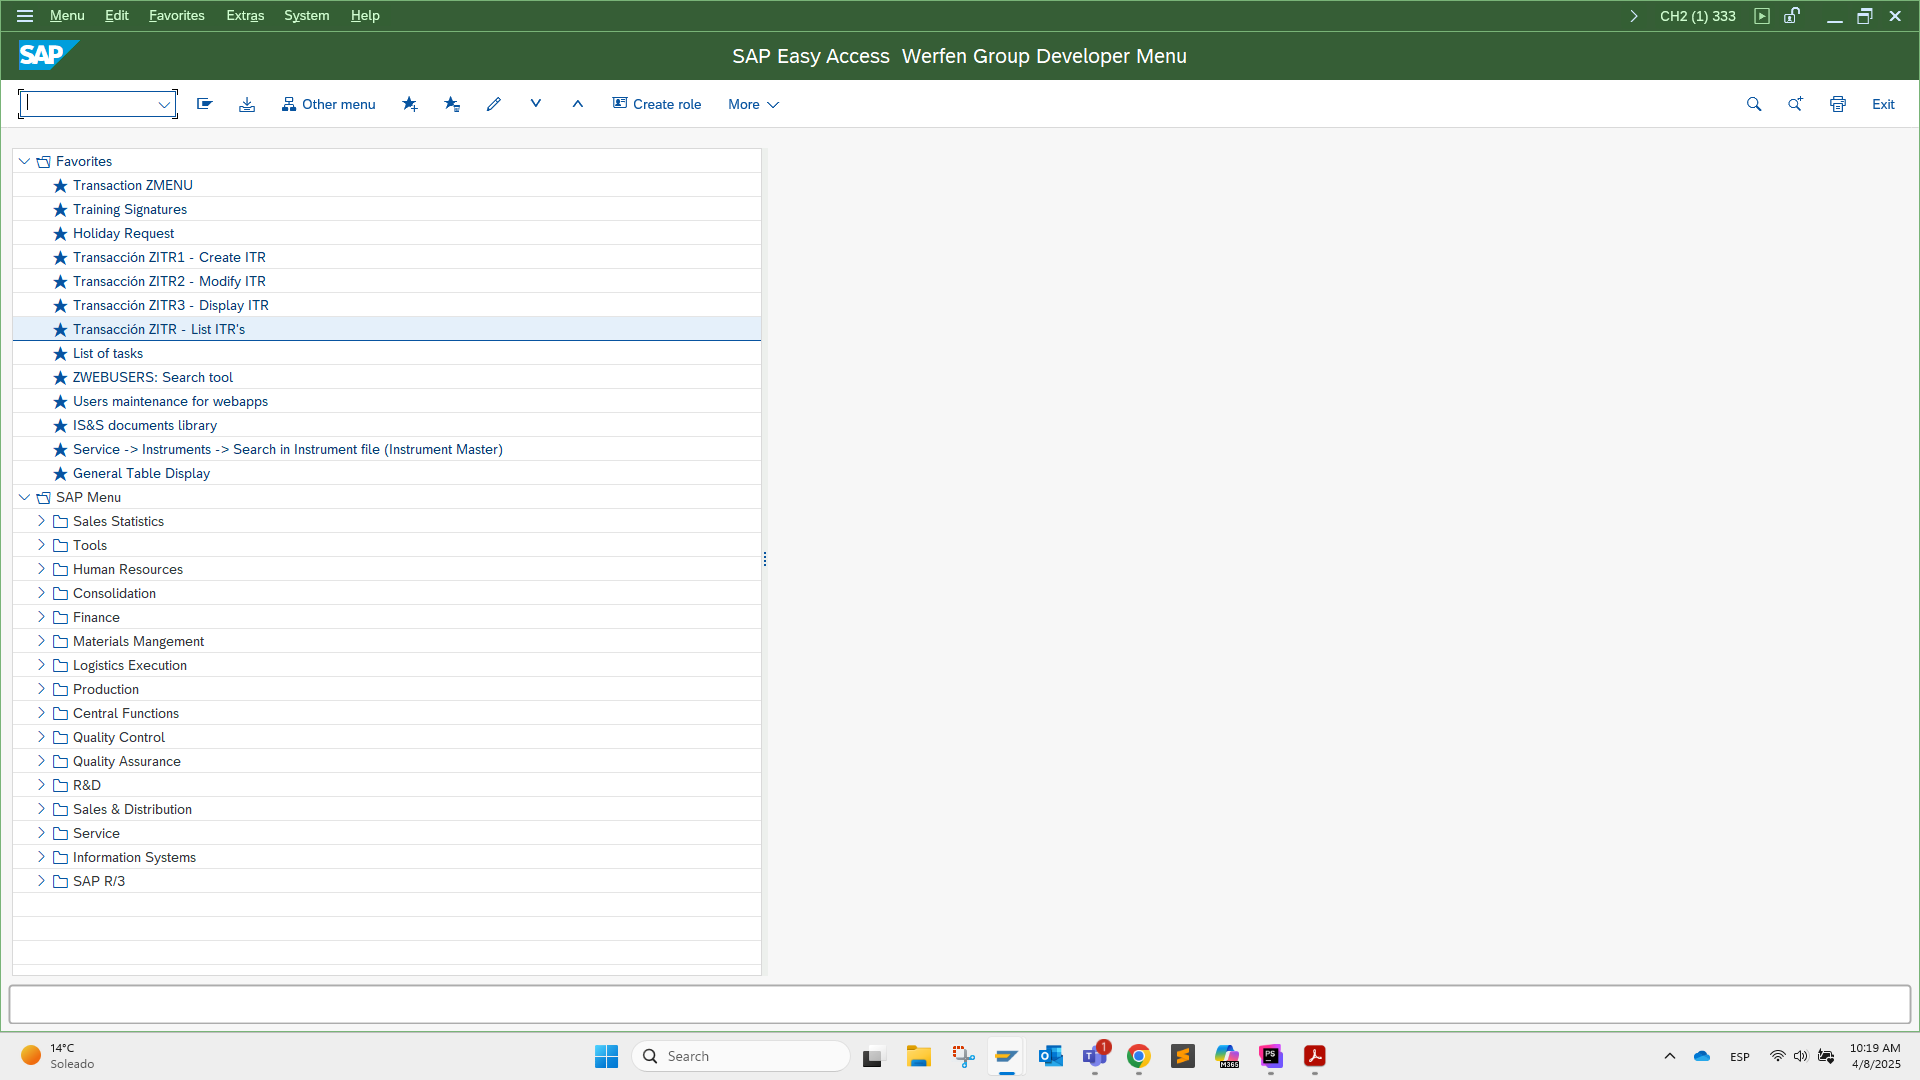 Menu Edit Favorites Extras System Help CH2 (1) 333
SAP SAP Easy Access Werfen Group Developer Menu
Other menu Create role More Exit
Favorites
Transaction ZMENU
Training Signatures
Holiday Request
Transacción ZITR1 - Create ITR
Transacción ZITR2 - Modify ITR
Transacción ZITR3 - Display ITR
Transacción ZITR - List ITR's
List of tasks
ZWEBUSERS: Search tool
Users maintenance for webapps
IS&S documents library
Service -> Instruments -> Search in Instrument file (Instrument Master)
General Table Display
SAP Menu
Sales Statistics
Tools
Human Resources
Consolidation
Finance
Materials Mangement
Logistics Execution
Production
Central Functions
Quality Control
Quality Assurance
R&D
Sales & Distribution
Service
Information Systems
SAP R/3
14°C
Soleado
Search
1
M365
PS
ESP
10:19 AM
4/8/2025